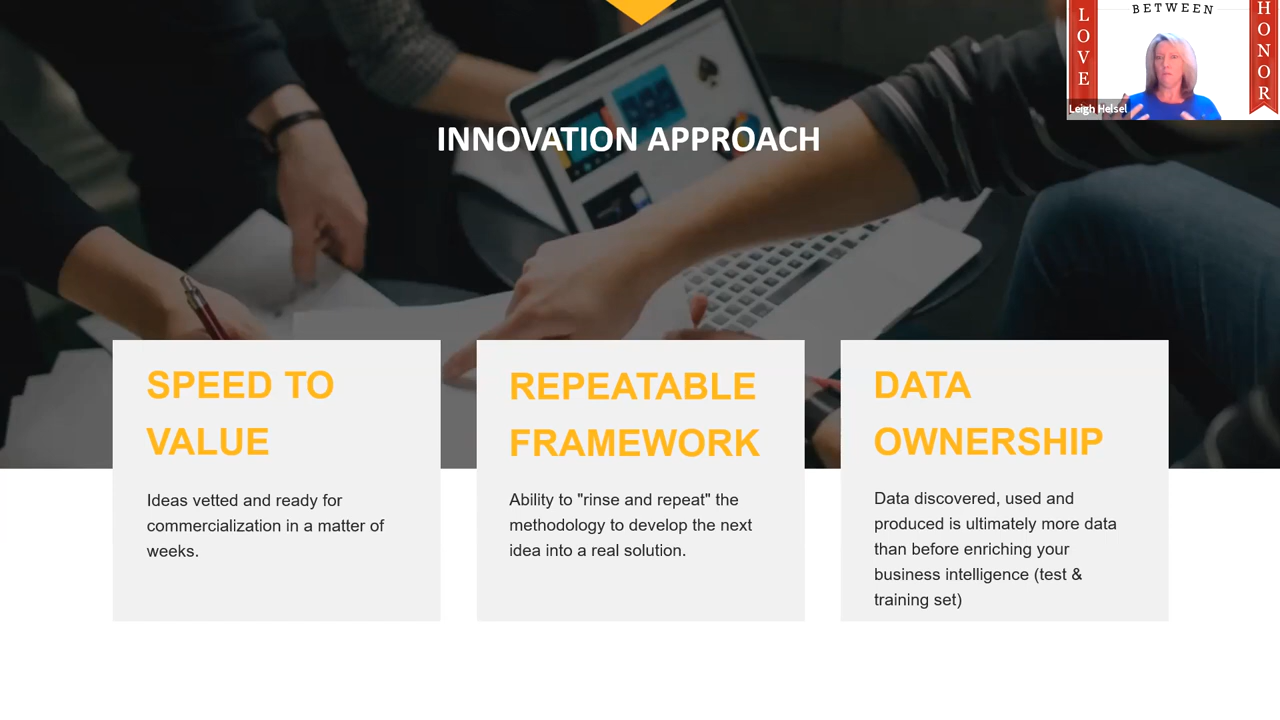 BETWEEN
LOVE
HONOR
Leigh Helsel
INNOVATION APPROACH
SPEED TO
VALUE
Ideas vetted and ready for
commercialization in a matter of
weeks.
REPEATABLE
FRAMEWORK
Ability to "rinse and repeat" the
methodology to develop the next
idea into a real solution.
DATA
OWNERSHIP
Data discovered, used and
produced is ultimately more data
than before enriching your
business intelligence (test &
training set)